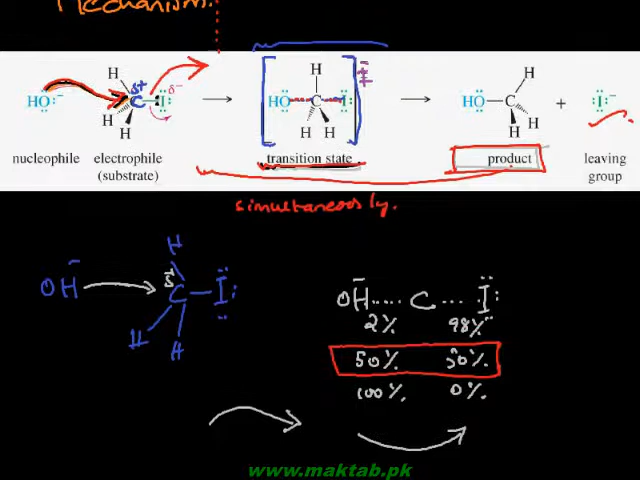 Mechanism:
H
HO:⁻ H C δ+ I: δ⁻
H
HO C I ‡
H
H H
H
HO C + :I:⁻
H
H
nucleophile electrophile transition state product leaving
(substrate) group
simultaneously.
H
OH⁻ δ+ C I:
H H
OH⁻ .... C ... I:
2% 98%
50% 50%
100% 0%
www.maktab.pk